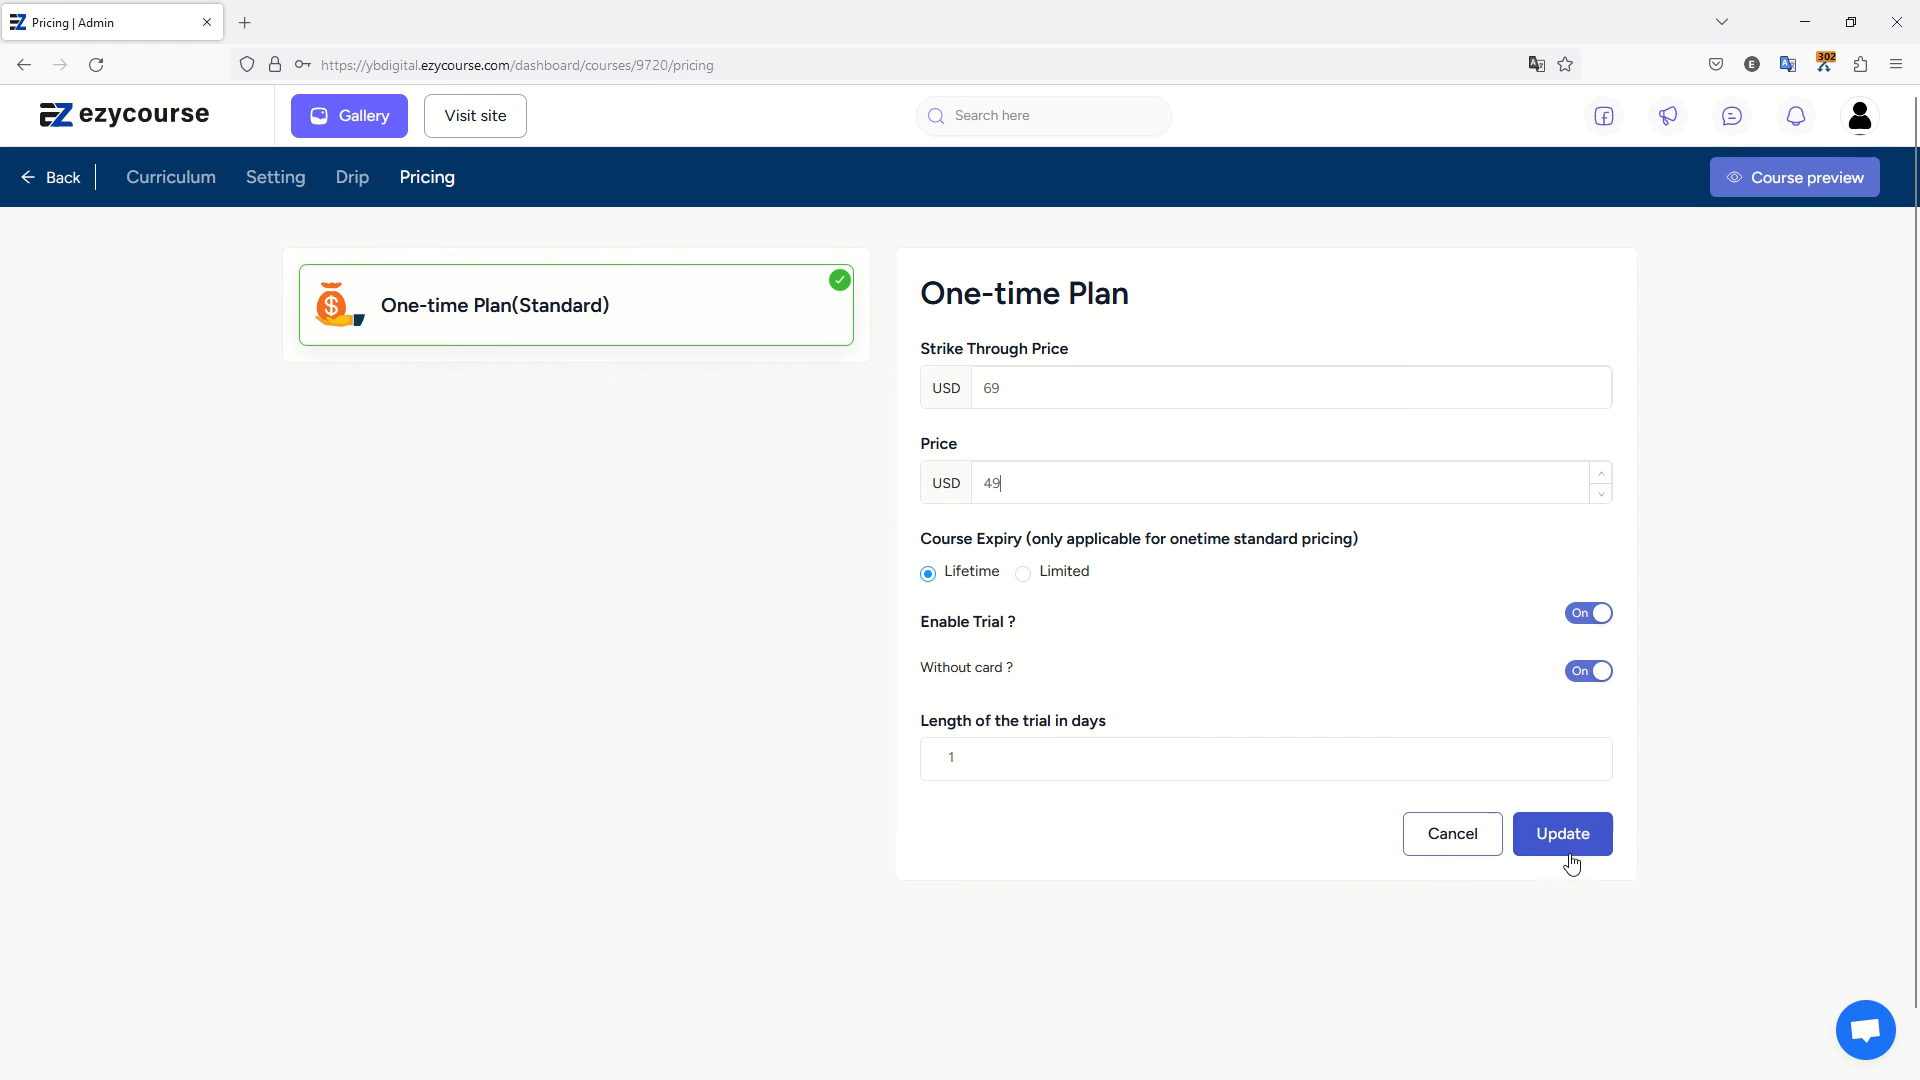 Pricing | Admin
https://ybdigital.ezycourse.com/dashboard/courses/9720/pricing
302
E
ezycourse
Gallery
Visit site
Search here
Back
Curriculum
Setting
Drip
Pricing
Course preview
One-time Plan(Standard)
One-time Plan
Strike Through Price
USD 69
Price
USD 49
Course Expiry (only applicable for onetime standard pricing)
Lifetime
Limited
Enable Trial ?
On
Without card ?
On
Length of the trial in days
1
Cancel
Update